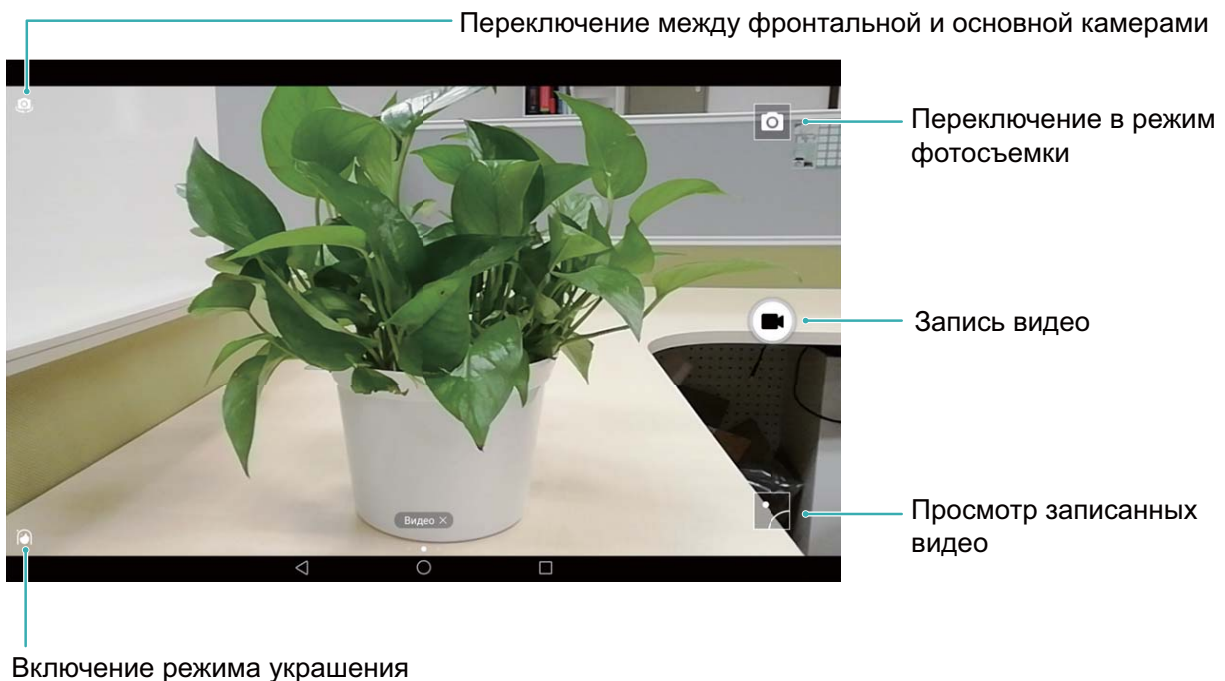 Переключение между фронтальной и основной камерами
Переключение в режим
фотосъемки
Запись видео
Просмотр записанных
видео
Видео ×
Включение режима украшения